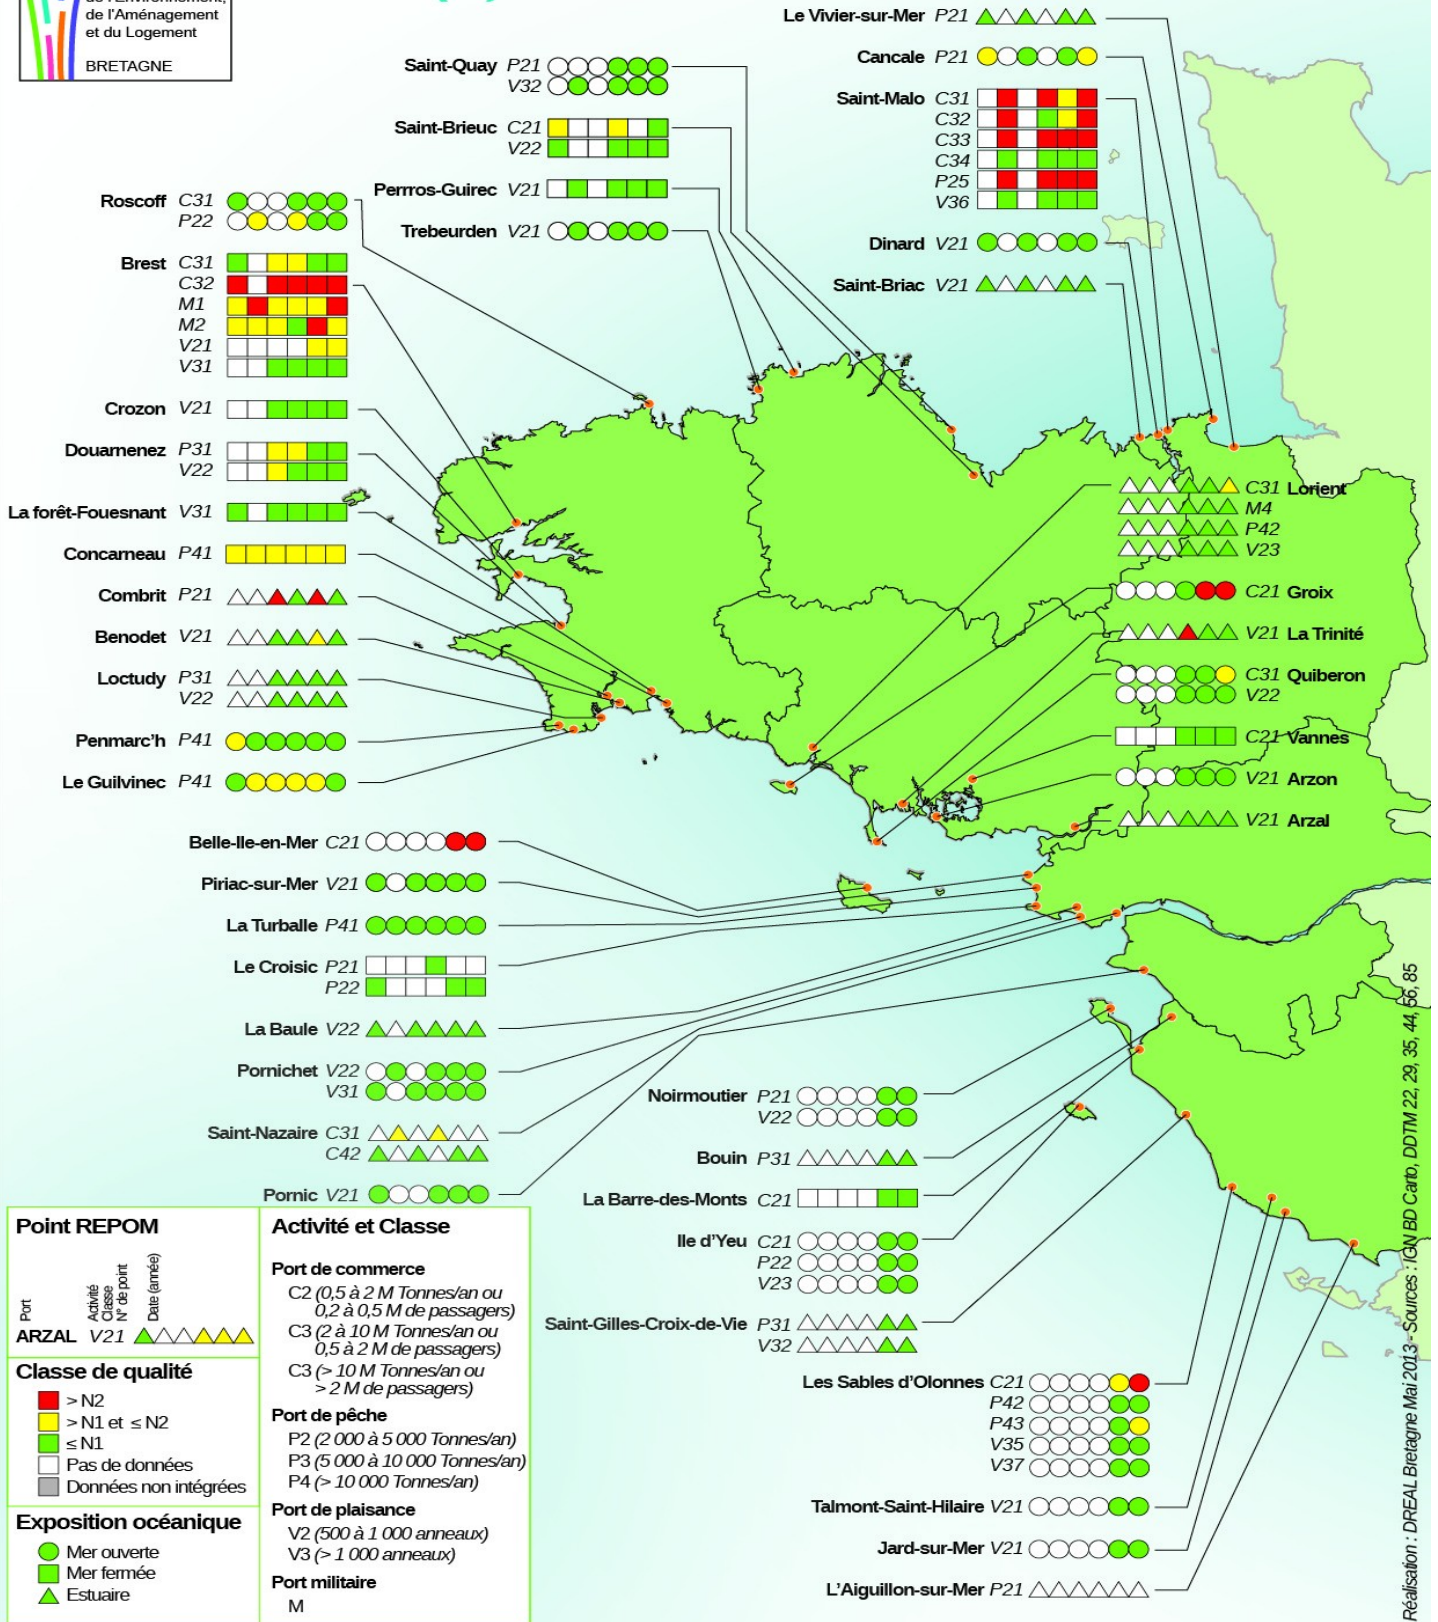 de l'Environnement,
de l'Aménagement
et du Logement
BRETAGNE
Le Vivier-sur-Mer P21
Cancale P21
Saint-Malo C31
C32
C33
C34
P25
V36
Dinard V21
Saint-Briac V21
Saint-Quay P21
V32
Saint-Brieuc C21
V22
Perrros-Guirec V21
Trebeurden V21
Roscoff C31
P22
Brest C31
C32
M1
M2
V21
V31
Crozon V21
Douarnenez P31
V22
La forêt-Fouesnant V31
Concarneau P41
Combrit P21
Benodet V21
Loctudy P31
V22
Penmarc'h P41
Le Guilvinec P41
C31 Lorient
M4
P42
V23
C21 Groix
V21 La Trinité
C31 Quiberon
V22
C21 Vannes
V21 Arzon
V21 Arzal
Belle-Ile-en-Mer C21
Piriac-sur-Mer V21
La Turballe P41
Le Croisic P21
P22
La Baule V22
Pornichet V22
V31
Saint-Nazaire C31
C42
Pornic V21
Noirmoutier P21
V22
Bouin P31
La Barre-des-Monts C21
Ile d'Yeu C21
P22
V23
Saint-Gilles-Croix-de-Vie P31
V32
Les Sables d'Olonnes C21
P42
P43
V35
V37
Talmont-Saint-Hilaire V21
Jard-sur-Mer V21
L'Aiguillon-sur-Mer P21
Point REPOM
Port
Activité
Classe
N° de point
Date (année)
ARZAL V21
Classe de qualité
> N2
> N1 et ≤ N2
≤ N1
Pas de données
Données non intégrées
Exposition océanique
Mer ouverte
Mer fermée
Estuaire
Activité et Classe
Port de commerce
C2 (0,5 à 2 M Tonnes/an ou
0,2 à 0,5 M de passagers)
C3 (2 à 10 M Tonnes/an ou
0,5 à 2 M de passagers)
C3 (> 10 M Tonnes/an ou
> 2 M de passagers)
Port de pêche
P2 (2 000 à 5 000 Tonnes/an)
P3 (5 000 à 10 000 Tonnes/an)
P4 (> 10 000 Tonnes/an)
Port de plaisance
V2 (500 à 1 000 anneaux)
V3 (> 1 000 anneaux)
Port militaire
M
Réalisation : DREAL Bretagne Mai 2013 - Sources : IGN BD Carto, DDTM 22, 29, 35, 44, 56, 85